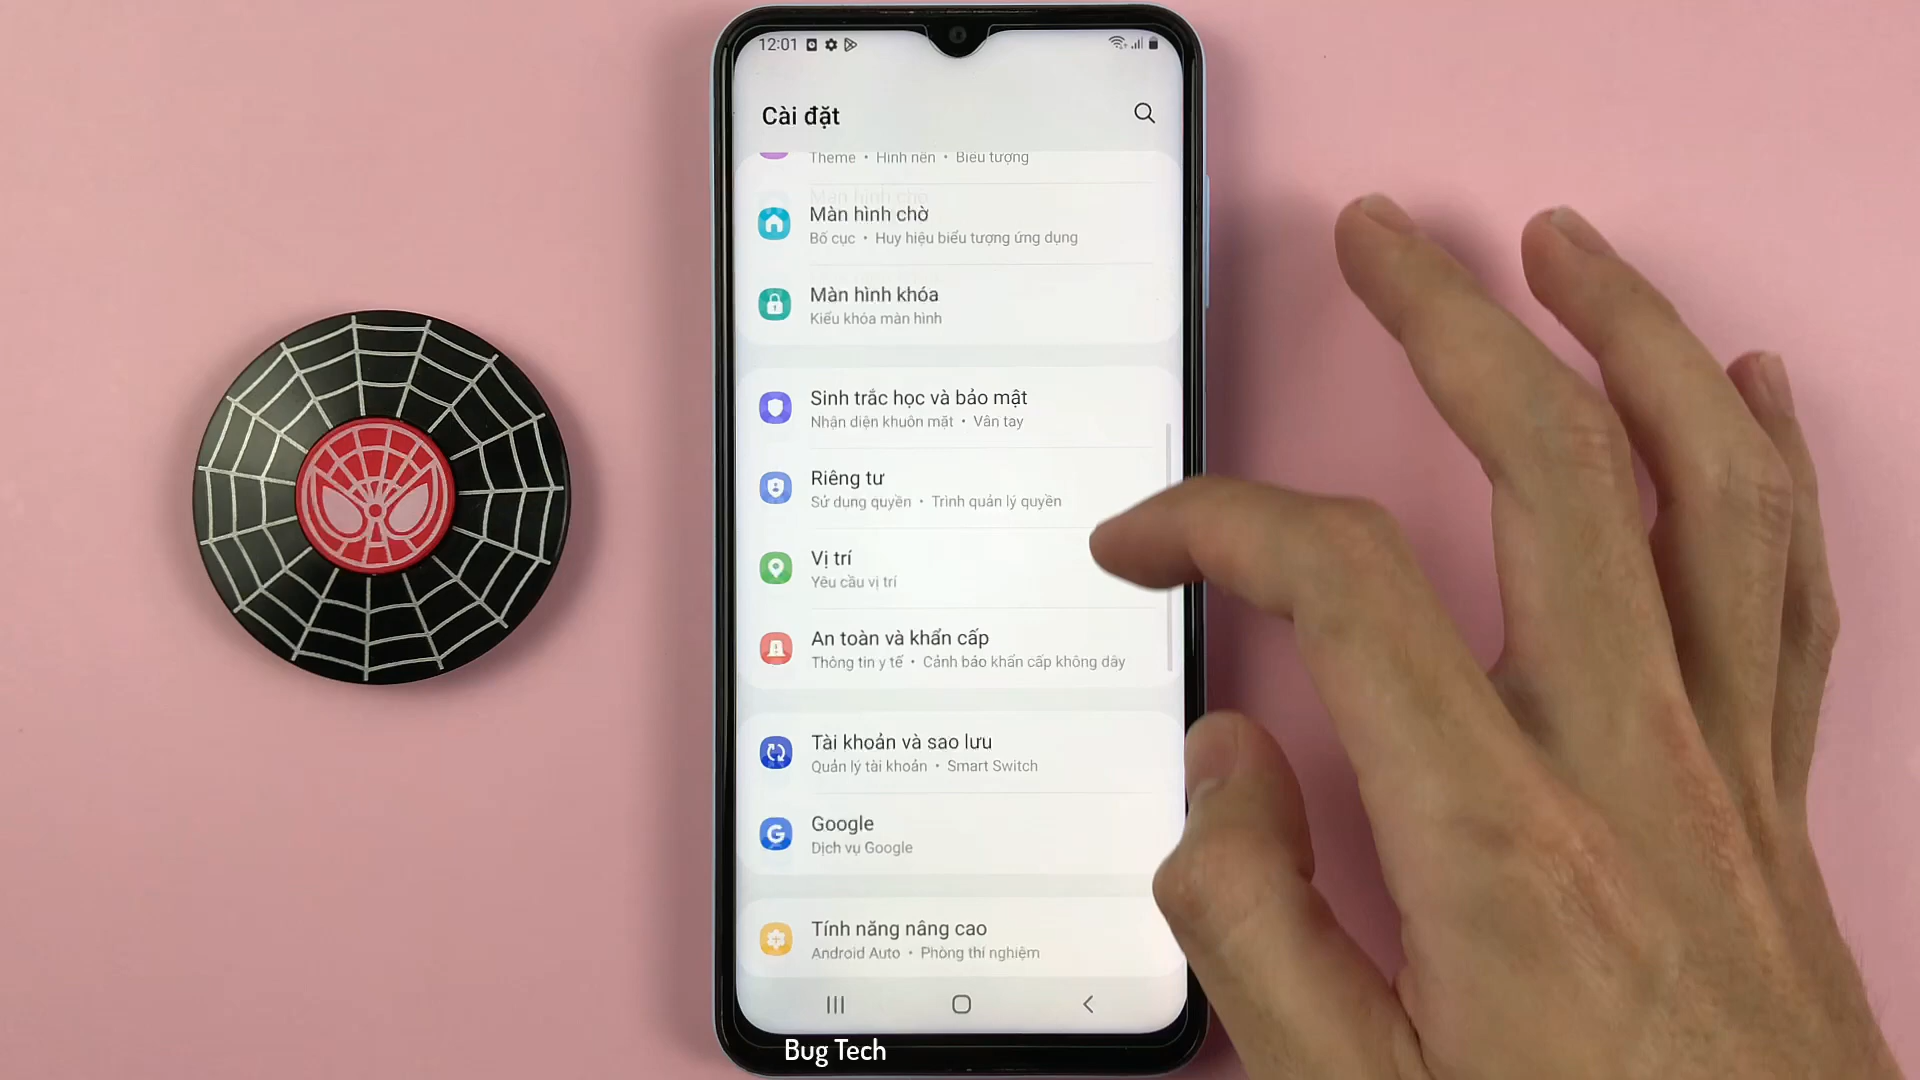 12:01
Cài đặt
Theme • Hình nền • Biểu tượng
Màn hình chờ
Bố cục • Huy hiệu biểu tượng ứng dụng
Màn hình khóa
Kiểu khóa màn hình
Sinh trắc học và bảo mật
Nhận diện khuôn mặt • Vân tay
Riêng tư
Sử dụng quyền • Trình quản lý quyền
Vị trí
Yêu cầu vị trí
An toàn và khẩn cấp
Thông tin y tế • Cảnh báo khẩn cấp không dây
Tài khoản và sao lưu
Quản lý tài khoản • Smart Switch
Google
Dịch vụ Google
Tính năng nâng cao
Android Auto • Phòng thí nghiệm
Bug Tech